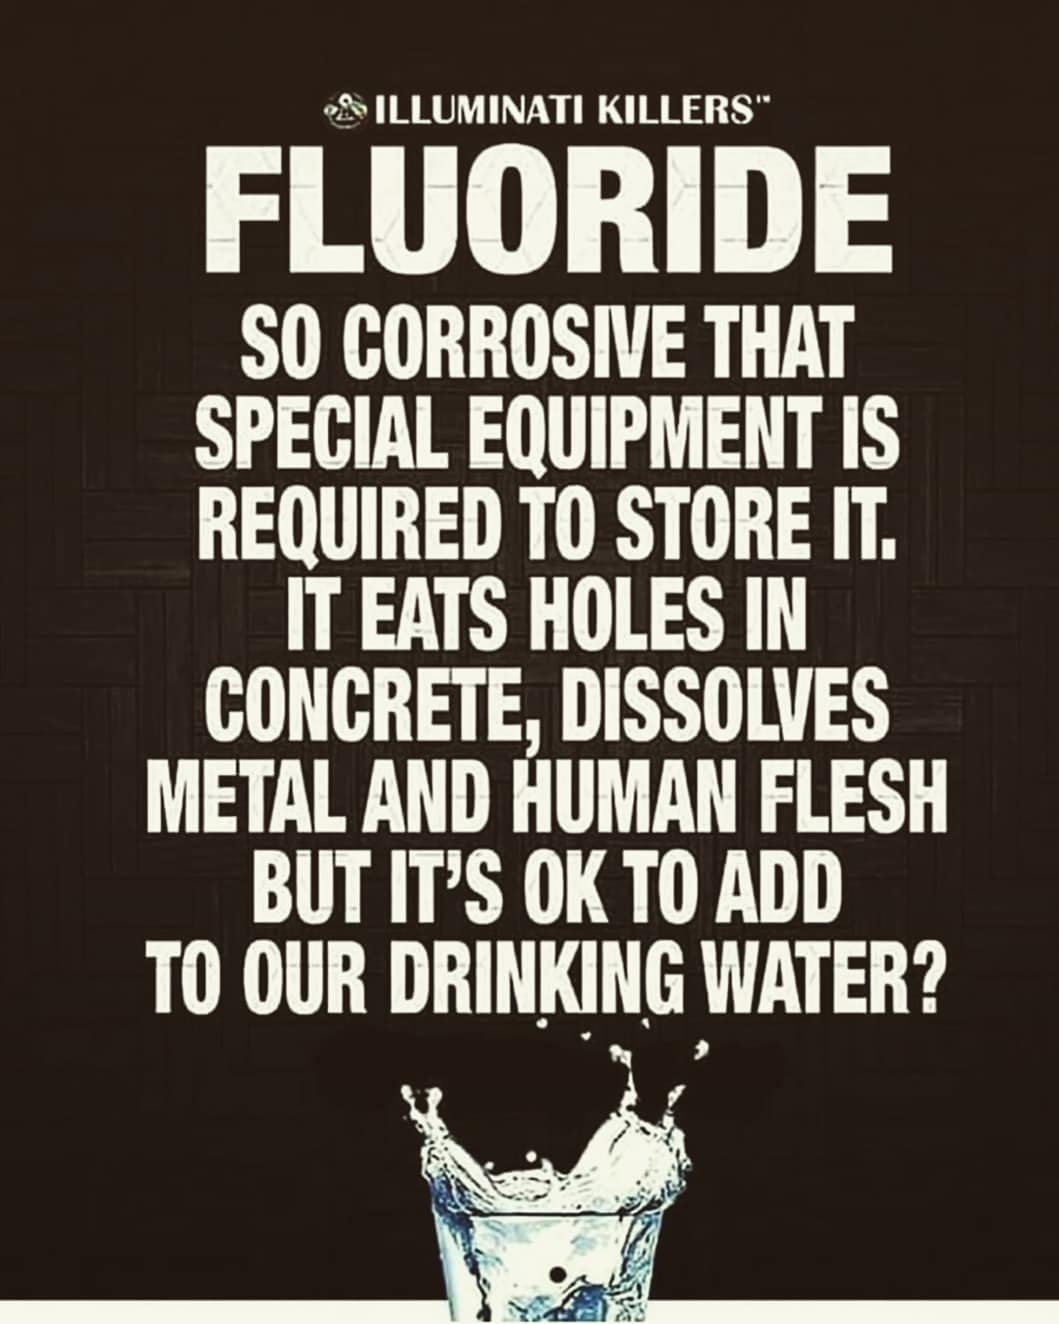 ILLUMINATI KILLERS™
FLUORIDE
SO CORROSIVE THAT
SPECIAL EQUIPMENT IS
REQUIRED TO STORE IT.
IT EATS HOLES IN
CONCRETE, DISSOLVES
METAL AND HUMAN FLESH
BUT IT'S OK TO ADD
TO OUR DRINKING WATER?